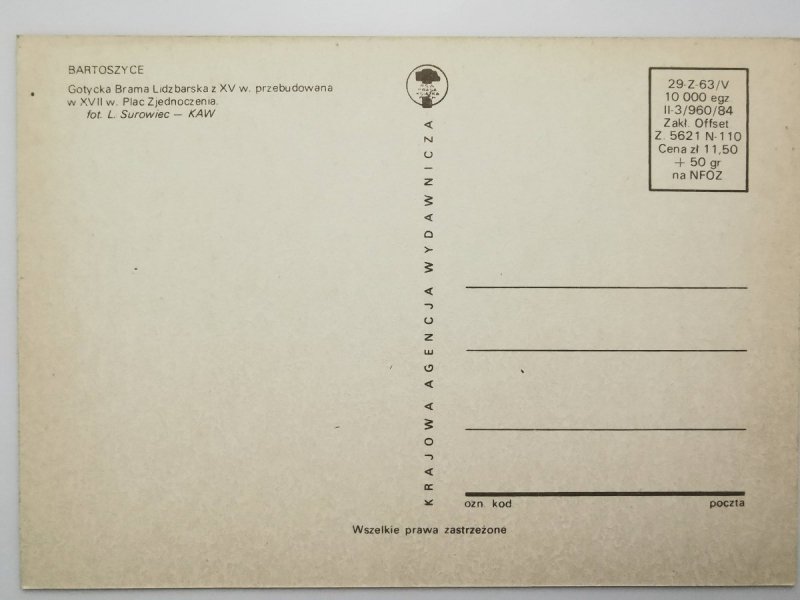 BARTOSZYCE
Gotycka Brama Lidzbarska z XV w. przebudowana
w XVII w. Plac Zjednoczenia.
fot. L. Surowiec — KAW
KRAJOWA AGENCJA WYDAWNICZA
29-Z-63/V
10 000 egz
II-3/960/84
Zakł. Offset
Z. 5621 N-110
Cena zł 11,50
+ 50 gr
na NFOZ
ozn. kod
poczta
Wszelkie prawa zastrzeżone